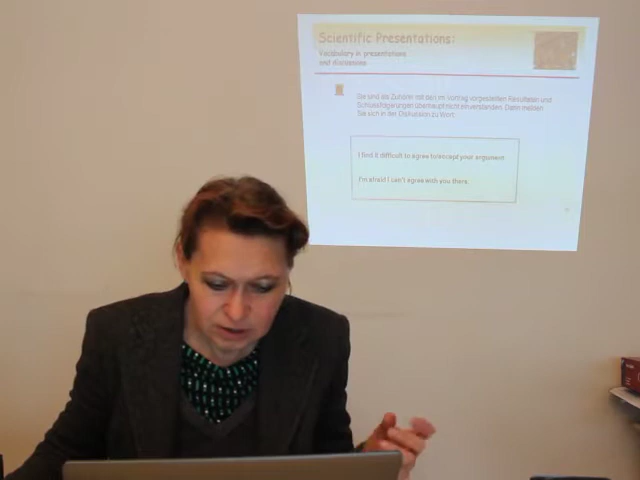 Scientific Presentations:
Vocabulary in presentations
and discussions
Sie sind als Zuhörer mit den im Vortrag vorgestellten Resultaten und
Schlussfolgerungen überhaupt nicht einverstanden. Dann melden
Sie sich in der Diskussion zu Wort:
I find it difficult to agree to/accept your argument.
I'm afraid I can't agree with you there.